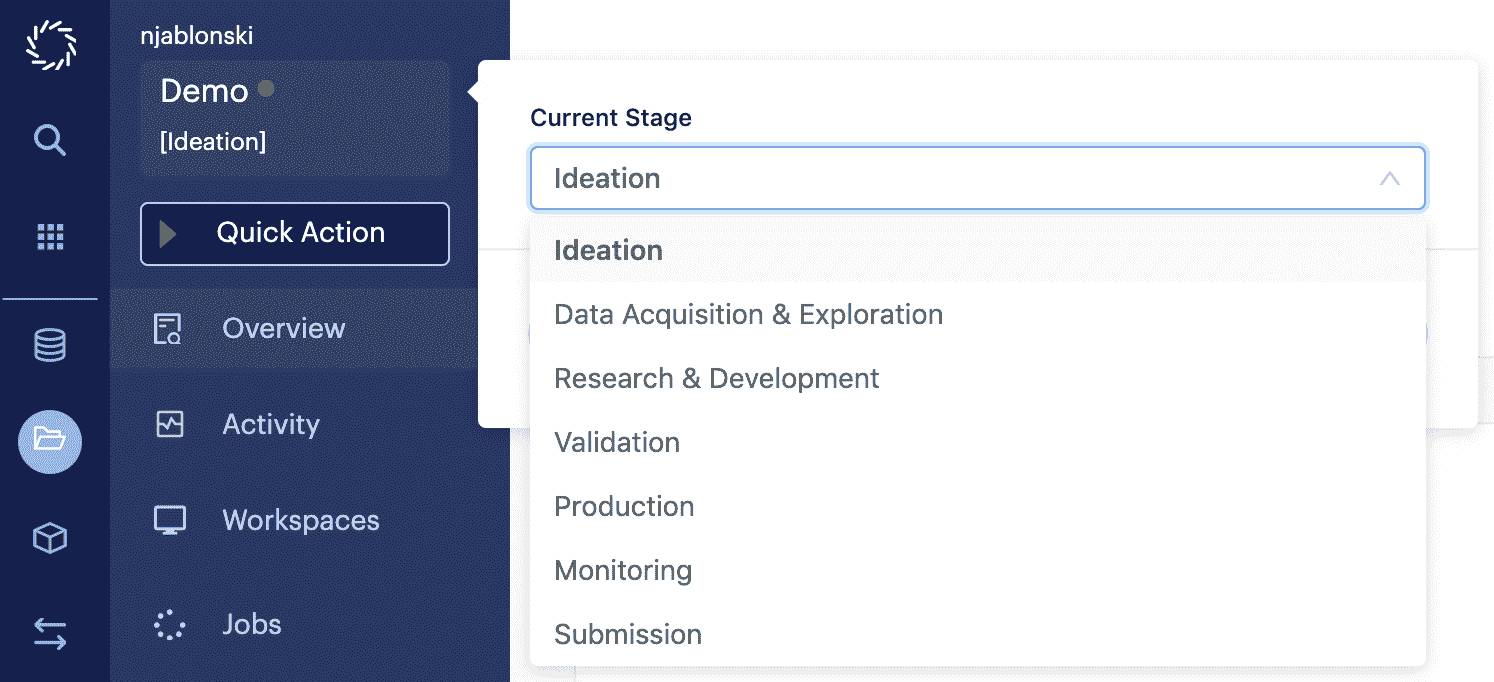 njablonski
Demo
[Ideation]
Quick Action
Overview
Activity
Workspaces
Jobs
Current Stage
Ideation
Ideation
Data Acquisition & Exploration
Research & Development
Validation
Production
Monitoring
Submission